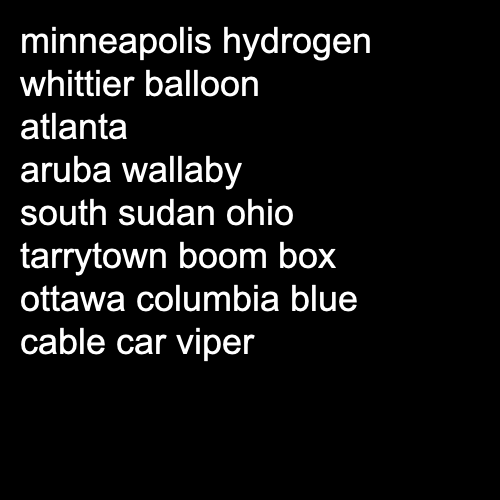 minneapolis hydrogen
whittier balloon
atlanta
aruba wallaby
south sudan ohio
tarrytown boom box
ottawa columbia blue
cable car viper